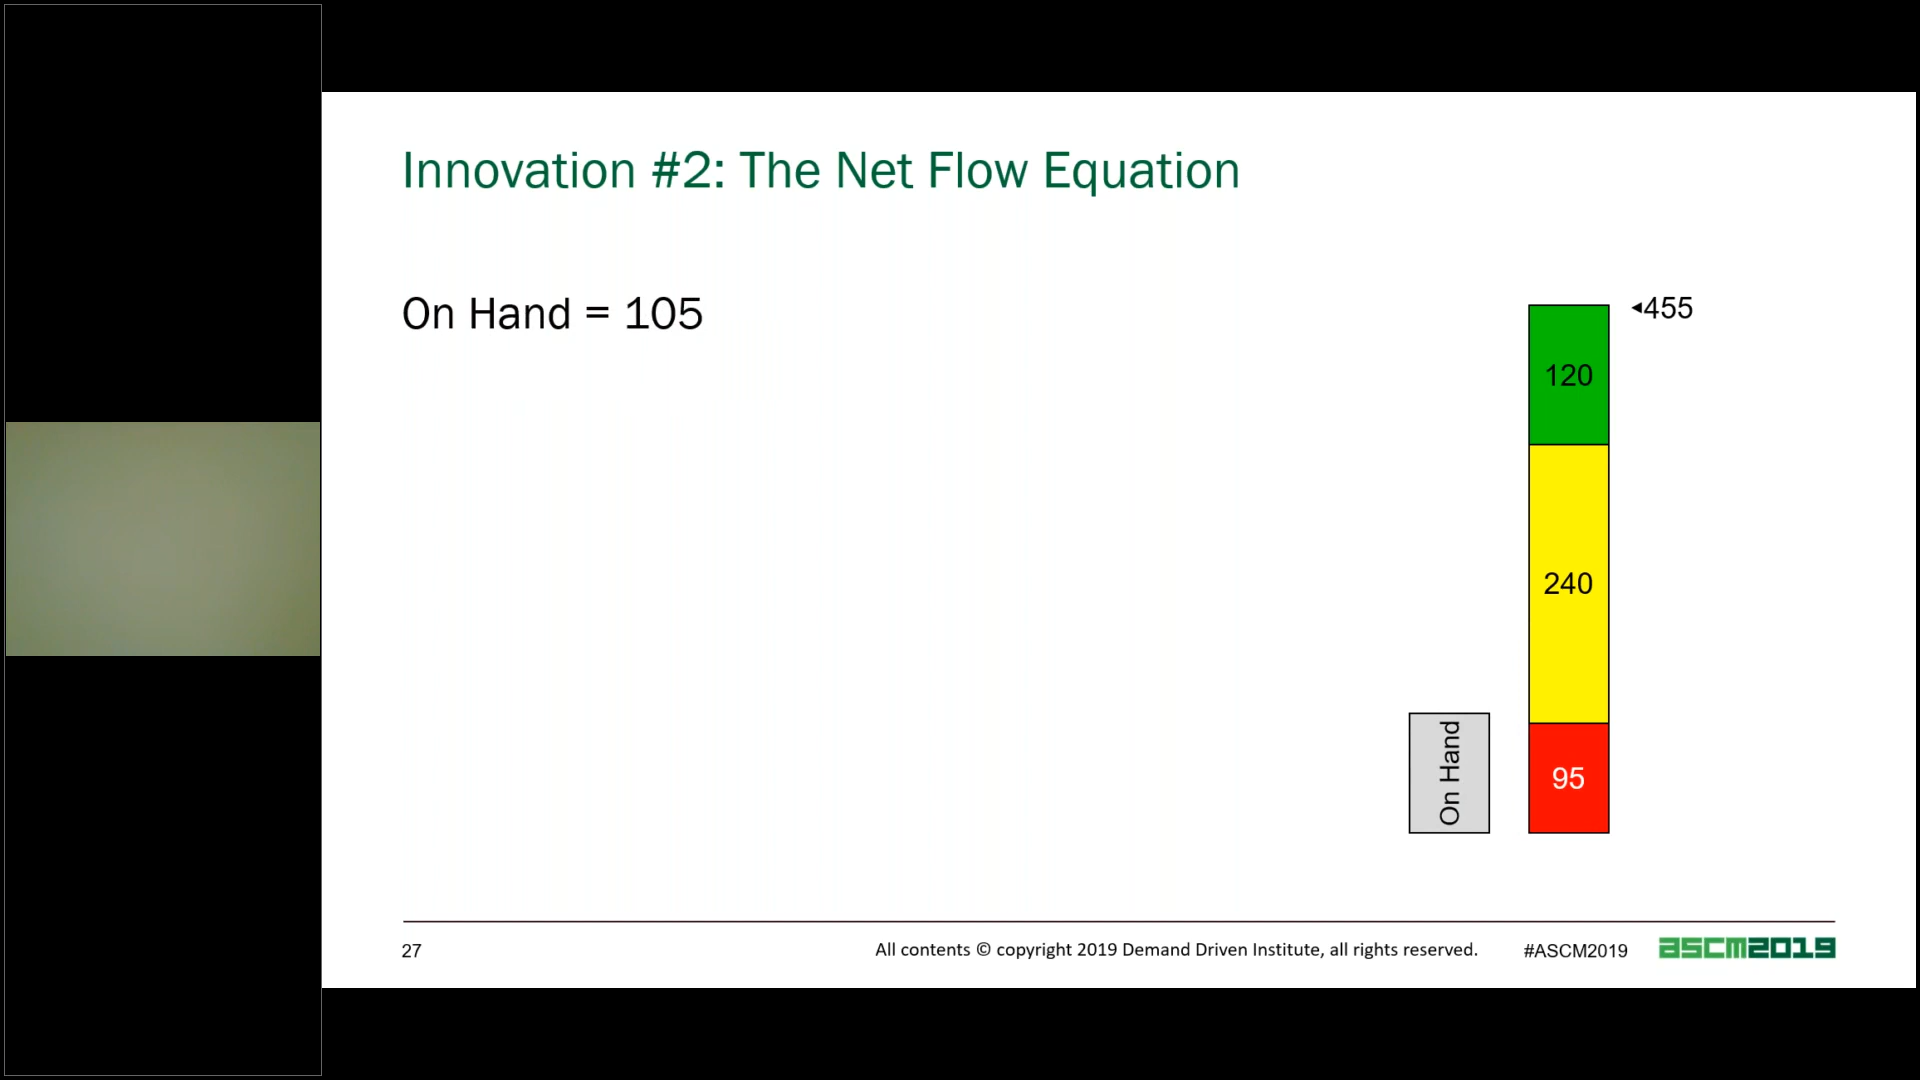 Innovation #2: The Net Flow Equation
On Hand = 105
◂455
120
240
On Hand
95
27
All contents © copyright 2019 Demand Driven Institute, all rights reserved.
#ASCM2019
ascm2019